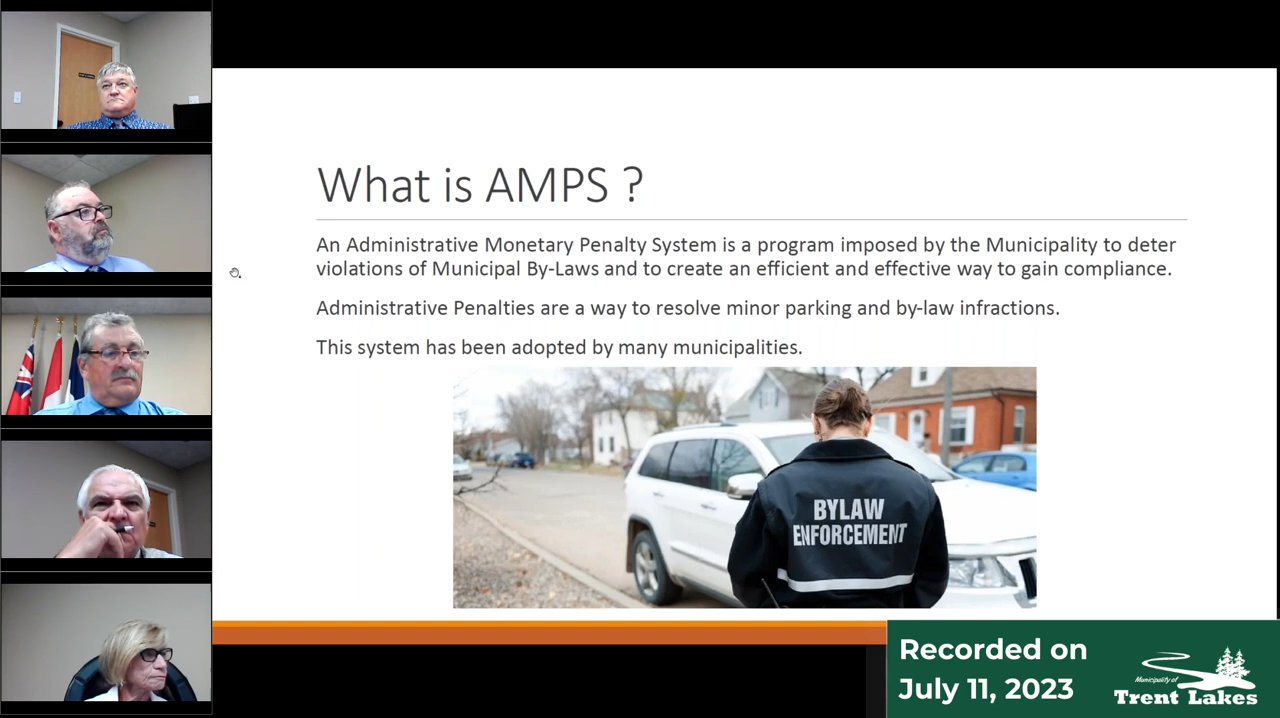 What is AMPS ?
An Administrative Monetary Penalty System is a program imposed by the Municipality to deter
violations of Municipal By-Laws and to create an efficient and effective way to gain compliance.
Administrative Penalties are a way to resolve minor parking and by-law infractions.
This system has been adopted by many municipalities.
BYLAW
ENFORCEMENT
Recorded on
July 11, 2023
Municipality of
Trent Lakes